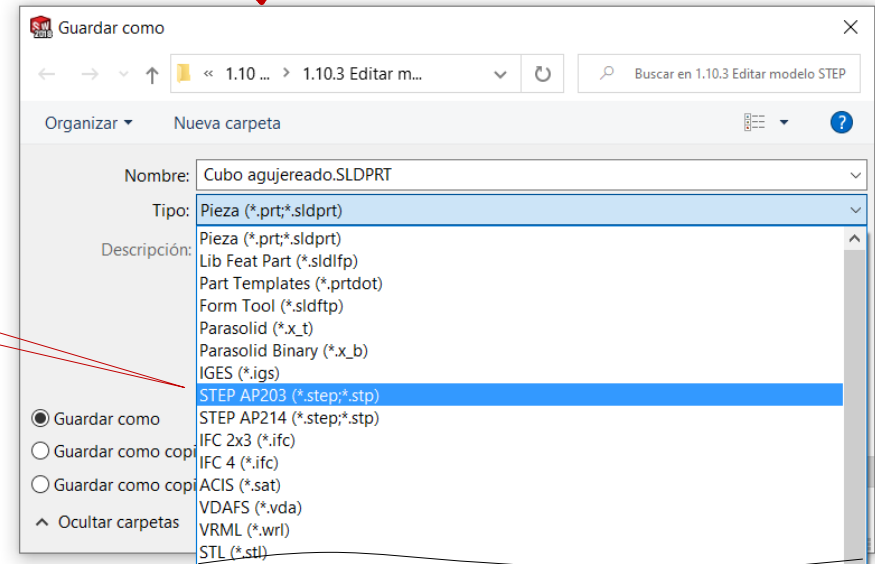 SW 2018 Guardar como
« 1.10 ... > 1.10.3 Editar m...
Buscar en 1.10.3 Editar modelo STEP
Organizar
Nueva carpeta
?
Nombre: Cubo agujereado.SLDPRT
Tipo: Pieza (*.prt;*.sldprt)
Descripción:
Pieza (*.prt;*.sldprt)
Lib Feat Part (*.sldlfp)
Part Templates (*.prtdot)
Form Tool (*.sldftp)
Parasolid (*.x_t)
Parasolid Binary (*.x_b)
IGES (*.igs)
STEP AP203 (*.step;*.stp)
STEP AP214 (*.step;*.stp)
IFC 2x3 (*.ifc)
IFC 4 (*.ifc)
ACIS (*.sat)
VDAFS (*.vda)
VRML (*.wrl)
STL (*.stl)
Guardar como
Guardar como copi
Guardar como copi
Ocultar carpetas